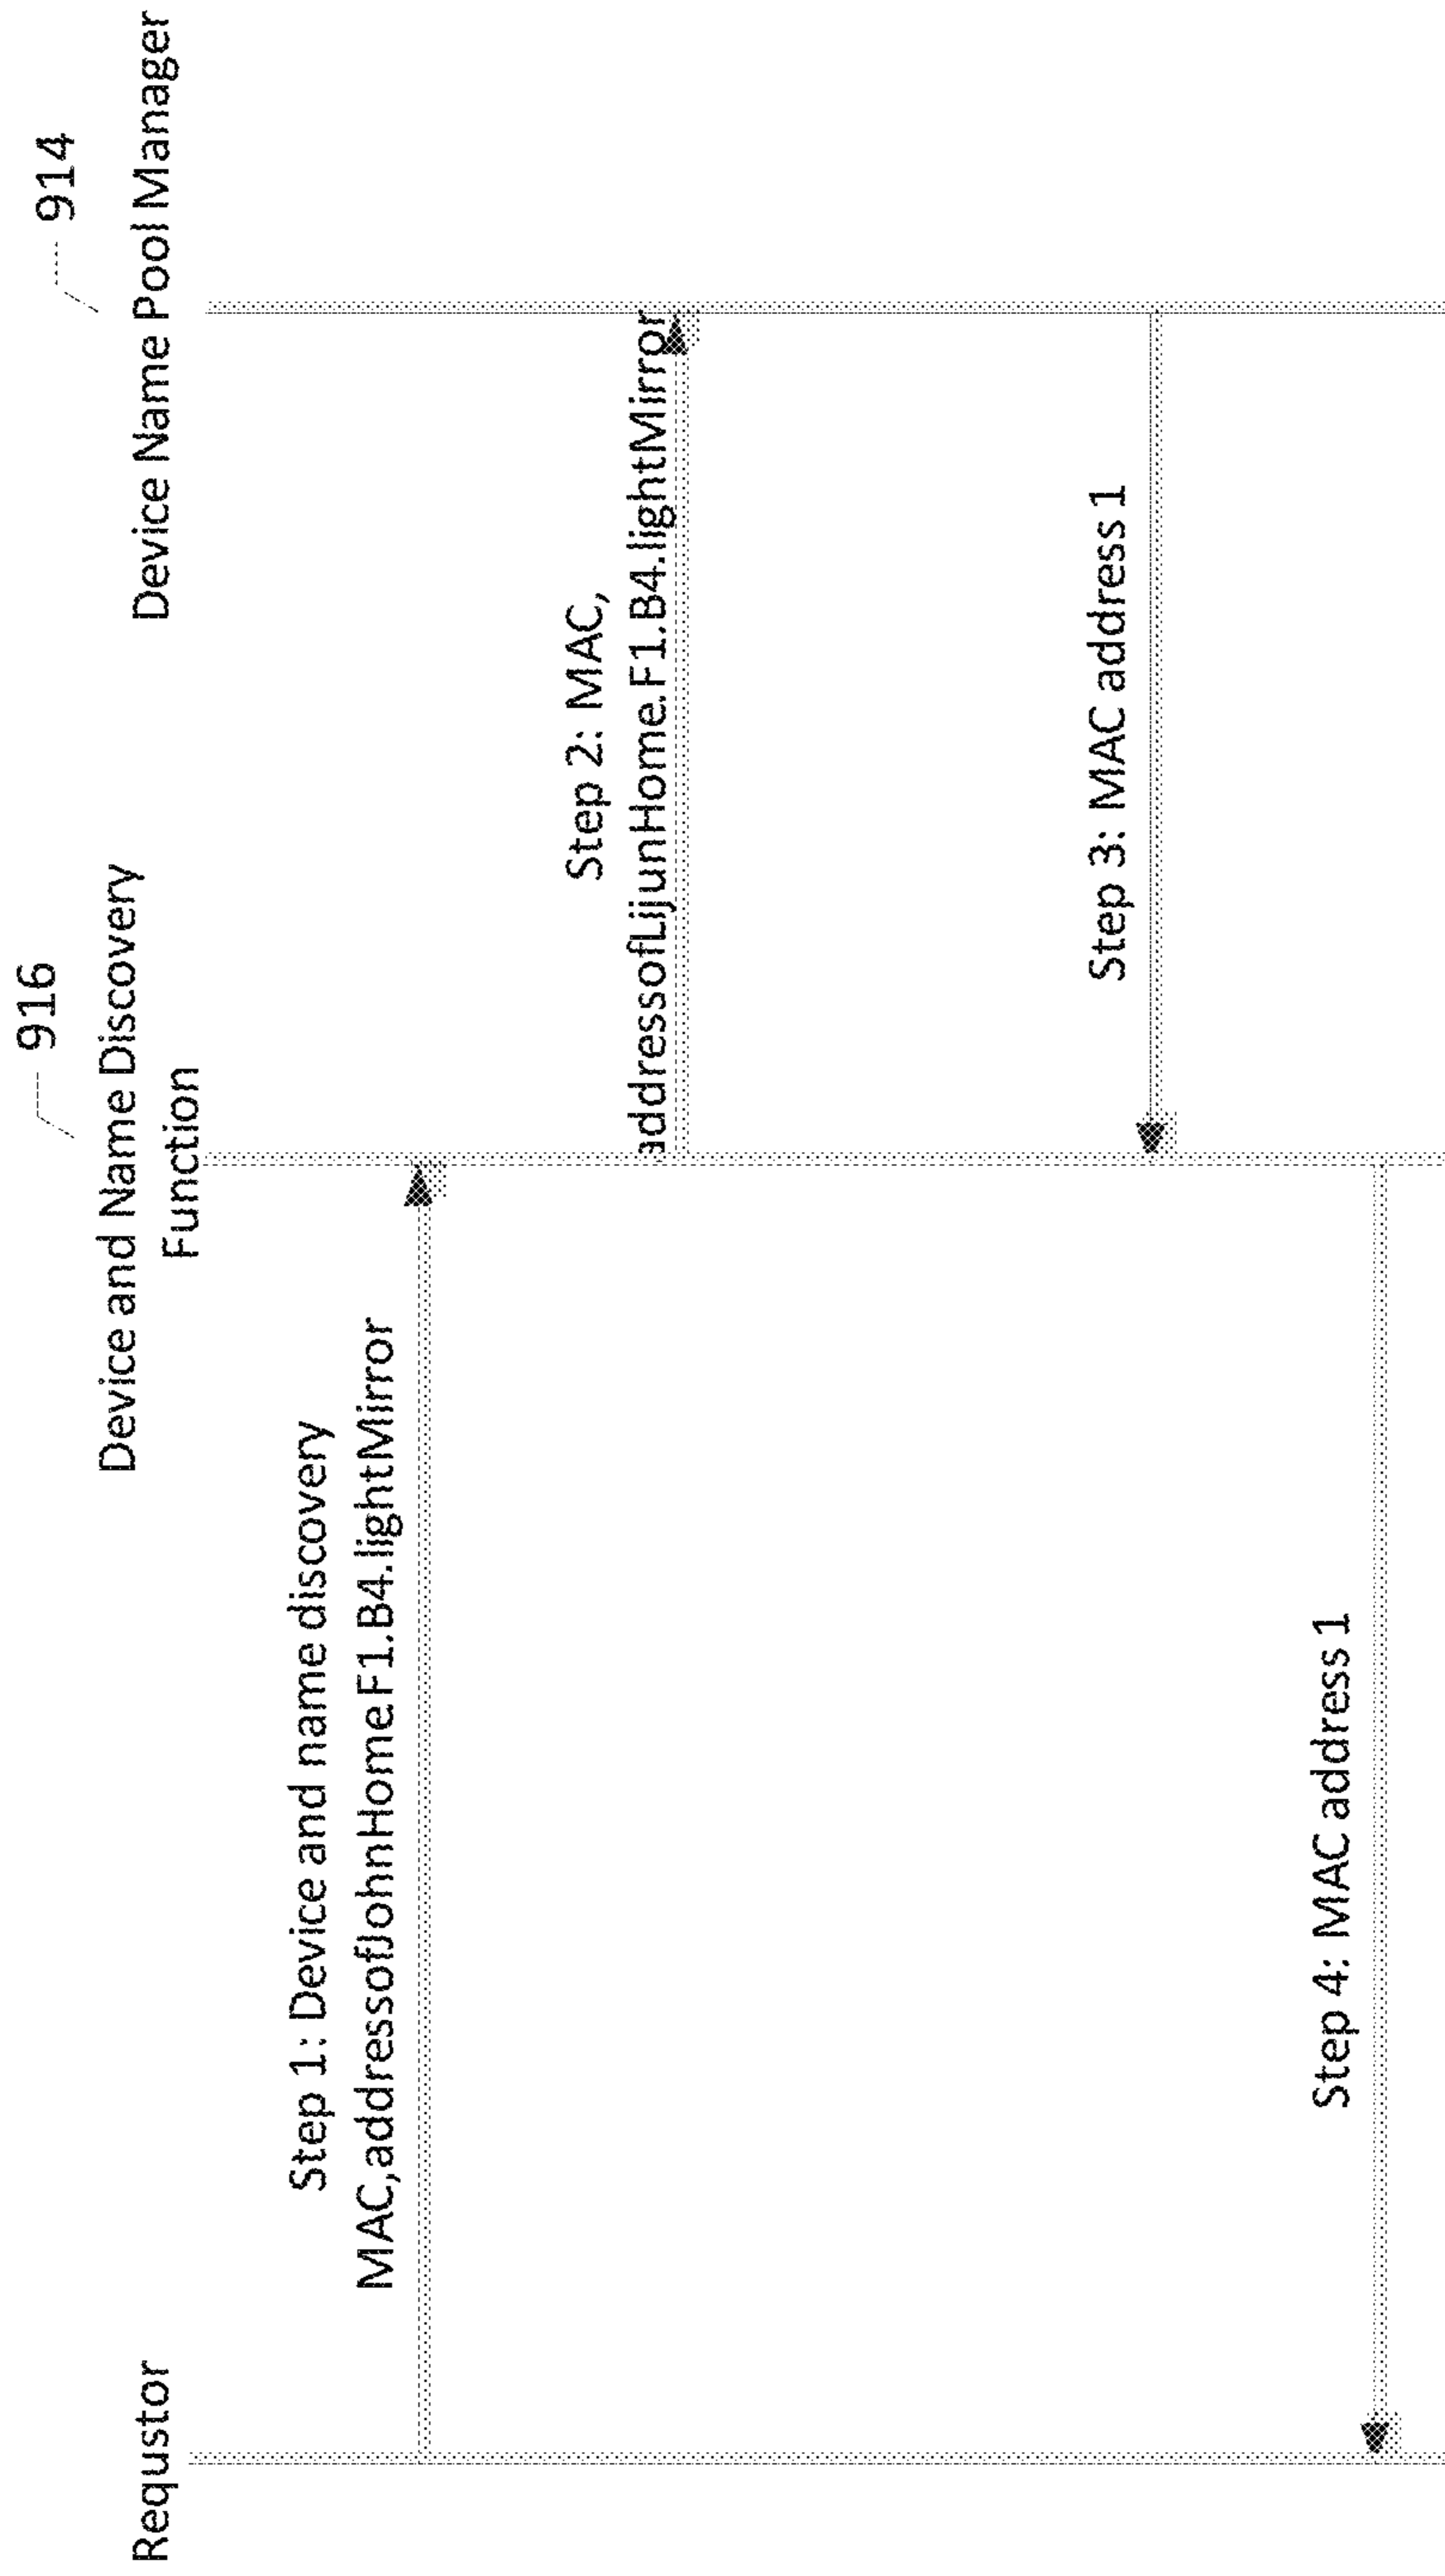 916
914
Requstor
Device and Name Discovery
Function
Device Name Pool Manager
Step 1: Device and name discovery
MAC,addressofJohnHome.F1.B4.lightMirror
Step 2: MAC,
addressofLijunHome.F1.B4.lightMirror
Step 3: MAC address 1
Step 4: MAC address 1